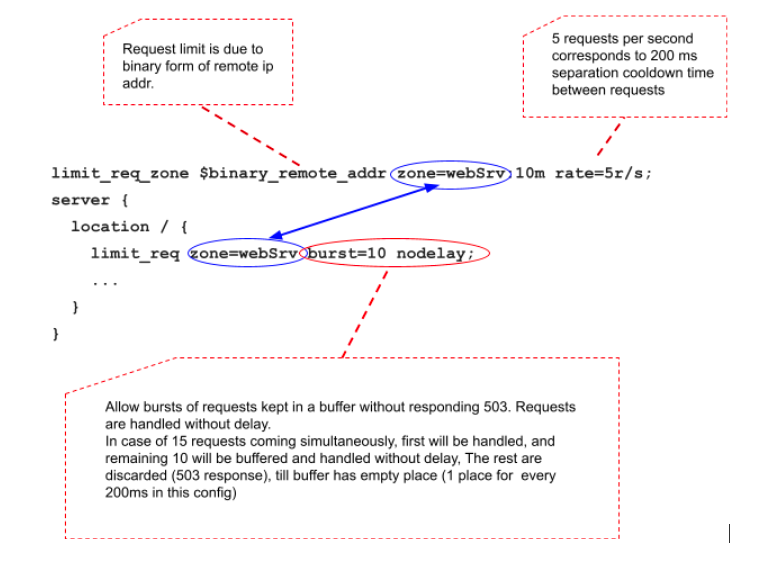 Request limit is due to
binary form of remote ip
addr.
5 requests per second
corresponds to 200 ms
separation cooldown time
between requests
limit_req_zone $binary_remote_addr zone=webSrv:10m rate=5r/s;
server {
location / {
limit_req zone=webSrv burst=10 nodelay;
...
}
}
Allow bursts of requests kept in a buffer without responding 503. Requests
are handled without delay.
In case of 15 requests coming simultaneously, first will be handled, and
remaining 10 will be buffered and handled without delay, The rest are
discarded (503 response), till buffer has empty place (1 place for every
200ms in this config)